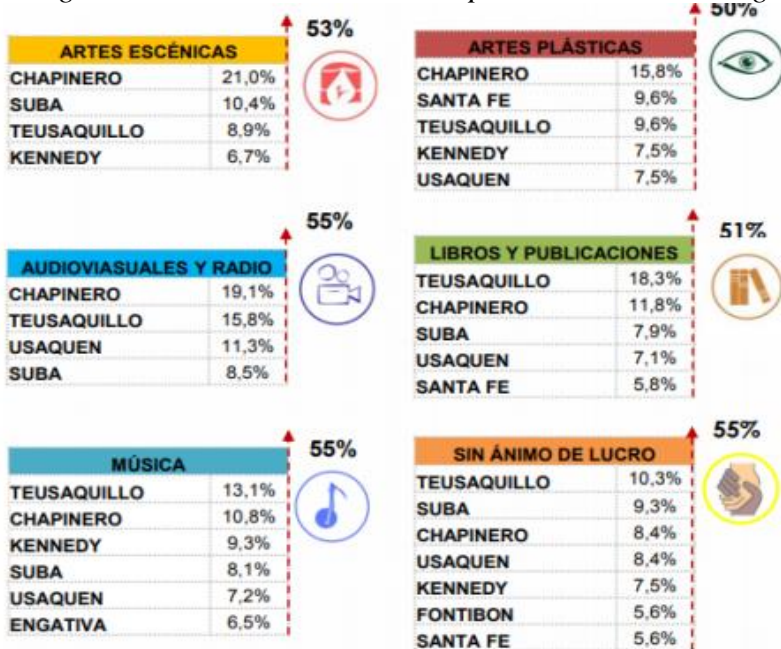 53%
ARTES ESCÉNICAS
CHAPINERO 21,0%
SUBA 10,4%
TEUSAQUILLO 8,9%
KENNEDY 6,7%
50%
ARTES PLÁSTICAS
CHAPINERO 15,8%
SANTA FE 9,6%
TEUSAQUILLO 9,6%
KENNEDY 7,5%
USAQUEN 7,5%
55%
AUDIOVIASUALES Y RADIO
CHAPINERO 19,1%
TEUSAQUILLO 15,8%
USAQUEN 11,3%
SUBA 8,5%
51%
LIBROS Y PUBLICACIONES
TEUSAQUILLO 18,3%
CHAPINERO 11,8%
SUBA 7,9%
USAQUEN 7,1%
SANTA FE 5,8%
55%
MÚSICA
TEUSAQUILLO 13,1%
CHAPINERO 10,8%
KENNEDY 9,3%
SUBA 8,1%
USAQUEN 7,2%
ENGATIVA 6,5%
55%
SIN ÁNIMO DE LUCRO
TEUSAQUILLO 10,3%
SUBA 9,3%
CHAPINERO 8,4%
USAQUEN 8,4%
KENNEDY 7,5%
FONTIBON 5,6%
SANTA FE 5,6%